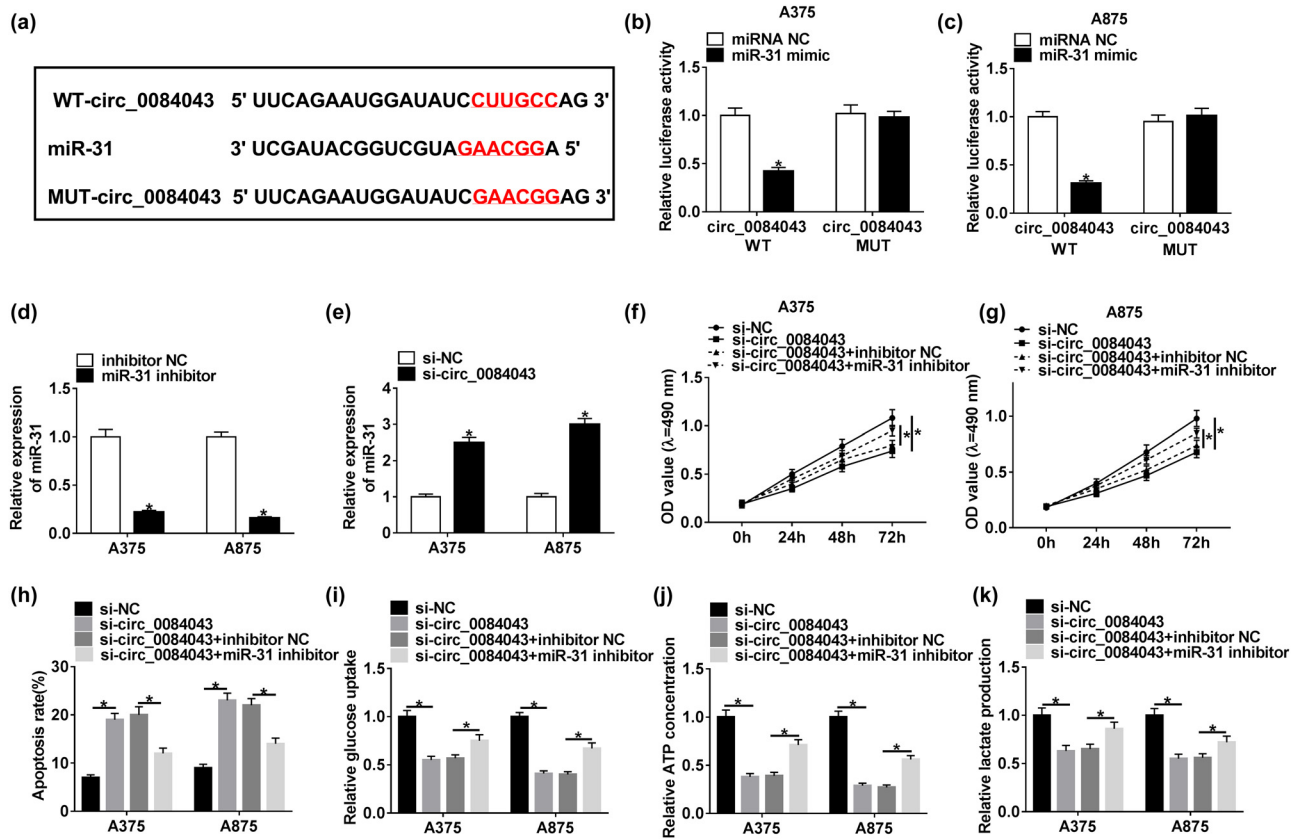 (a)
WT-circ_0084043 5' UUCAGAAUGGAUAUCCUUGCCAG 3'
miR-31 3' UCGAUACGGUCGUAGAACGGA 5'
MUT-circ_0084043 5' UUCAGAAUGGAUAUCGAACGGAG 3'
(b)
A375
miRNA NC
miR-31 mimic
Relative luciferase activity
1.5
1.0
0.5
0.0
*
circ_0084043 circ_0084043
WT MUT
(c)
A875
miRNA NC
miR-31 mimic
Relative luciferase activity
1.5
1.0
0.5
0.0
*
circ_0084043 circ_0084043
WT MUT
(d)
inhibitor NC
miR-31 inhibitor
Relative expression
of miR-31
1.5
1.0
0.5
0.0
* *
A375 A875
(e)
si-NC
si-circ_0084043
Relative expression
of miR-31
4
3
2
1
0
* *
A375 A875
(f)
A375
si-NC
si-circ_0084043
si-circ_0084043+inhibitor NC
si-circ_0084043+miR-31 inhibitor
OD value (λ=490 nm)
1.5
1.0
0.5
0.0
* *
0h 24h 48h 72h
(g)
A875
si-NC
si-circ_0084043
si-circ_0084043+inhibitor NC
si-circ_0084043+miR-31 inhibitor
OD value (λ=490 nm)
1.0
0.5
0.0
* *
0h 24h 48h 72h
(h)
si-NC
si-circ_0084043
si-circ_0084043+inhibitor NC
si-circ_0084043+miR-31 inhibitor
Apoptosis rate(%)
30
20
10
0
* * * *
A375 A875
(i)
si-NC
si-circ_0084043
si-circ_0084043+inhibitor NC
si-circ_0084043+miR-31 inhibitor
Relative glucose uptake
1.5
1.0
0.5
0.0
* * * *
A375 A875
(j)
si-NC
si-circ_0084043
si-circ_0084043+inhibitor NC
si-circ_0084043+miR-31 inhibitor
Relative ATP concentration
1.5
1.0
0.5
0.0
* * * *
A375 A875
(k)
si-NC
si-circ_0084043
si-circ_0084043+inhibitor NC
si-circ_0084043+miR-31 inhibitor
Relative lactate production
1.5
1.0
0.5
0.0
* * * *
A375 A875